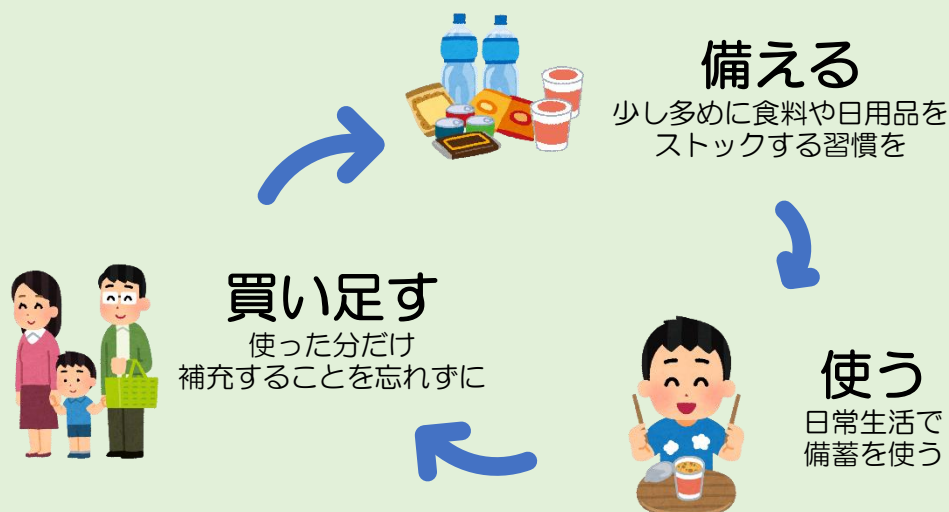 備える
少し多めに食料や日用品を
ストックする習慣を
買い足す
使った分だけ
補充することを忘れずに
使う
日常生活で
備蓄を使う